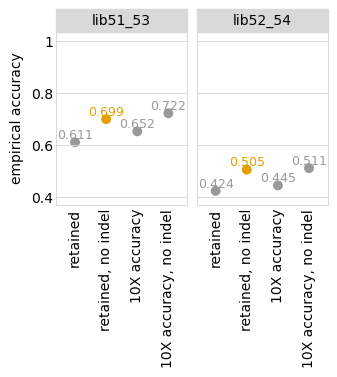 lib51_53
lib52_54
empirical accuracy
1
0.8
0.6
0.4
0.611
0.699
0.652
0.722
0.424
0.505
0.445
0.511
retained
retained, no indel
10X accuracy
10X accuracy, no indel
retained
retained, no indel
10X accuracy
10X accuracy, no indel